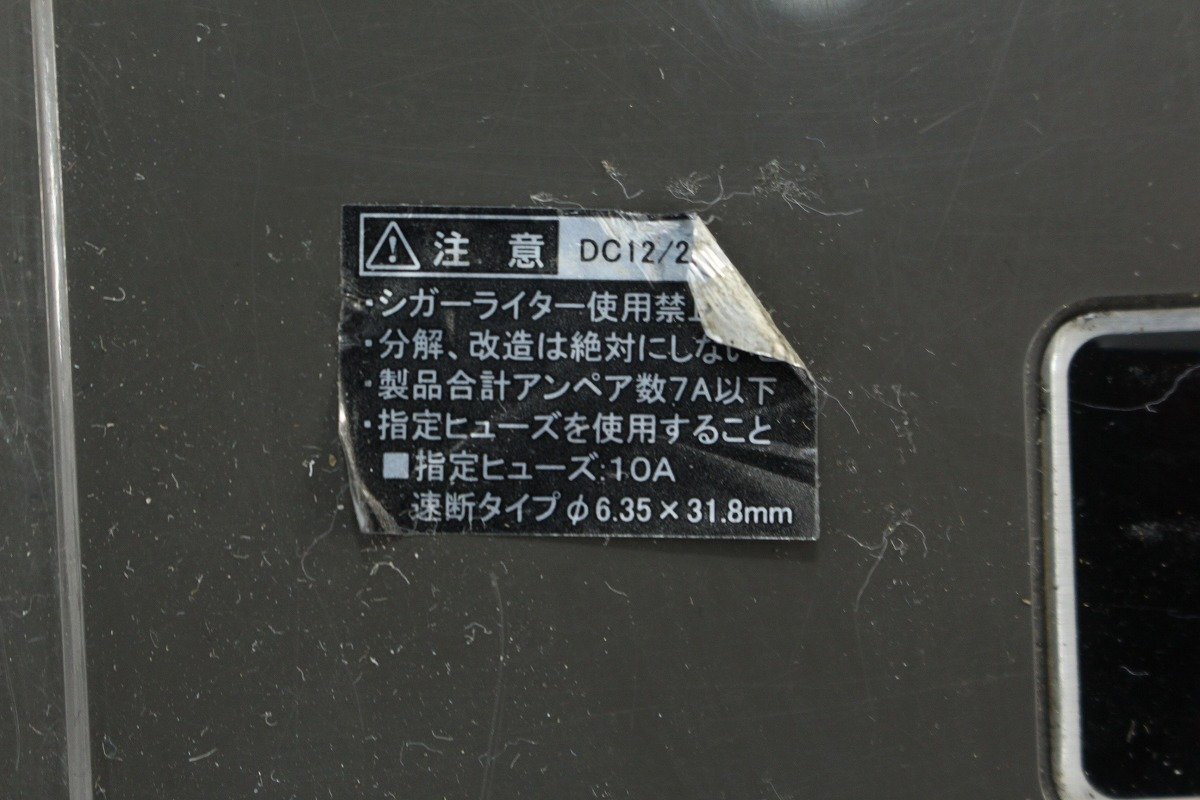 注 意 DC12/2
・シガーライター使用禁
・分解、改造は絶対にしない
・製品合計アンペア数7A以下
・指定ヒューズを使用すること
■指定ヒューズ:10A
速断タイプφ6.35×31.8mm